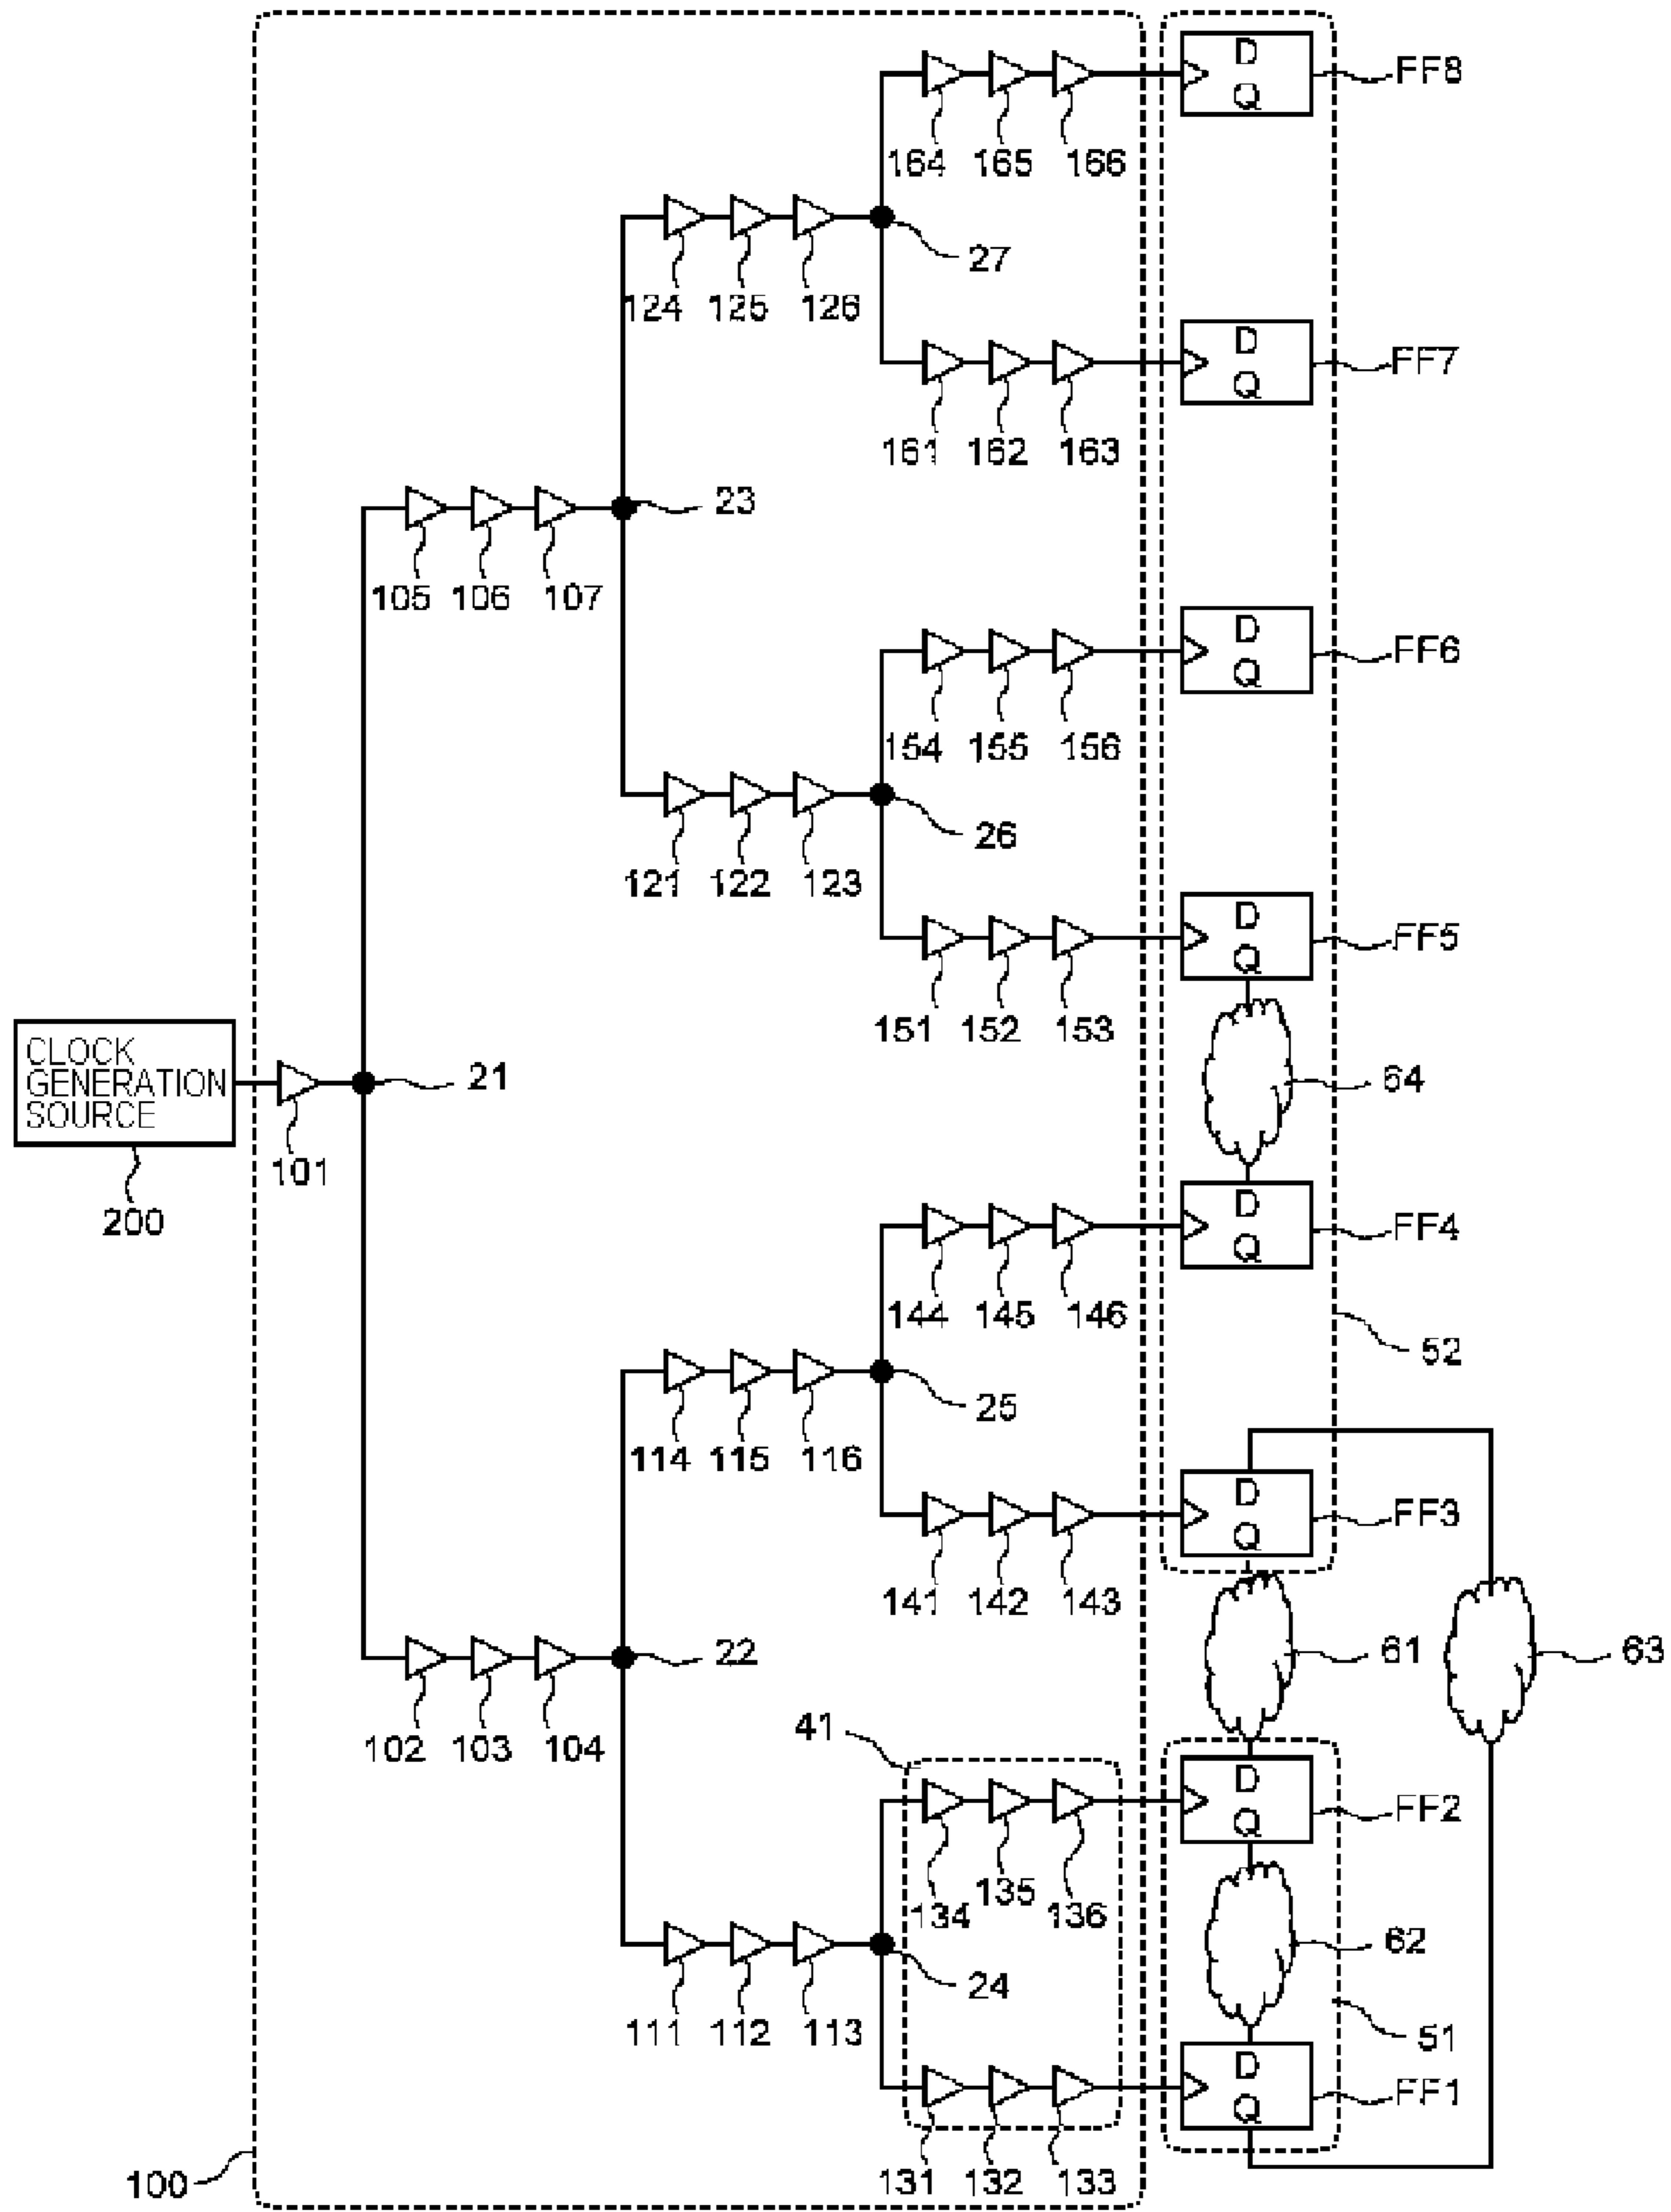 D
Q
FF8
164 165 166
27
124 125 126
D
Q
FF7
161 162 163
23
105 106 107
D
Q
FF6
154 155 156
26
121 122 123
D
Q
FF5
151 152 153
CLOCK
GENERATION
SOURCE
21
64
101
200
D
Q
FF4
144 145 146
52
25
114 115 116
D
Q
FF3
141 142 143
22
61
63
102 103 104
41
D
Q
FF2
134 135 136
62
24
111 112 113
51
D
Q
FF1
131 132 133
100